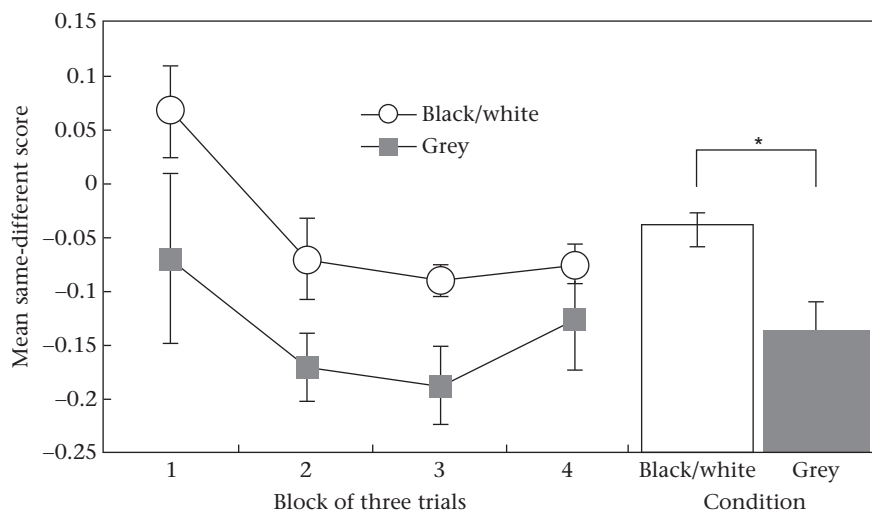 Mean same-different score
0.15
0.1
0.05
0
−0.05
−0.1
−0.15
−0.2
−0.25
Black/white
Grey
*
1 2 3 4
Block of three trials
Black/white Grey
Condition